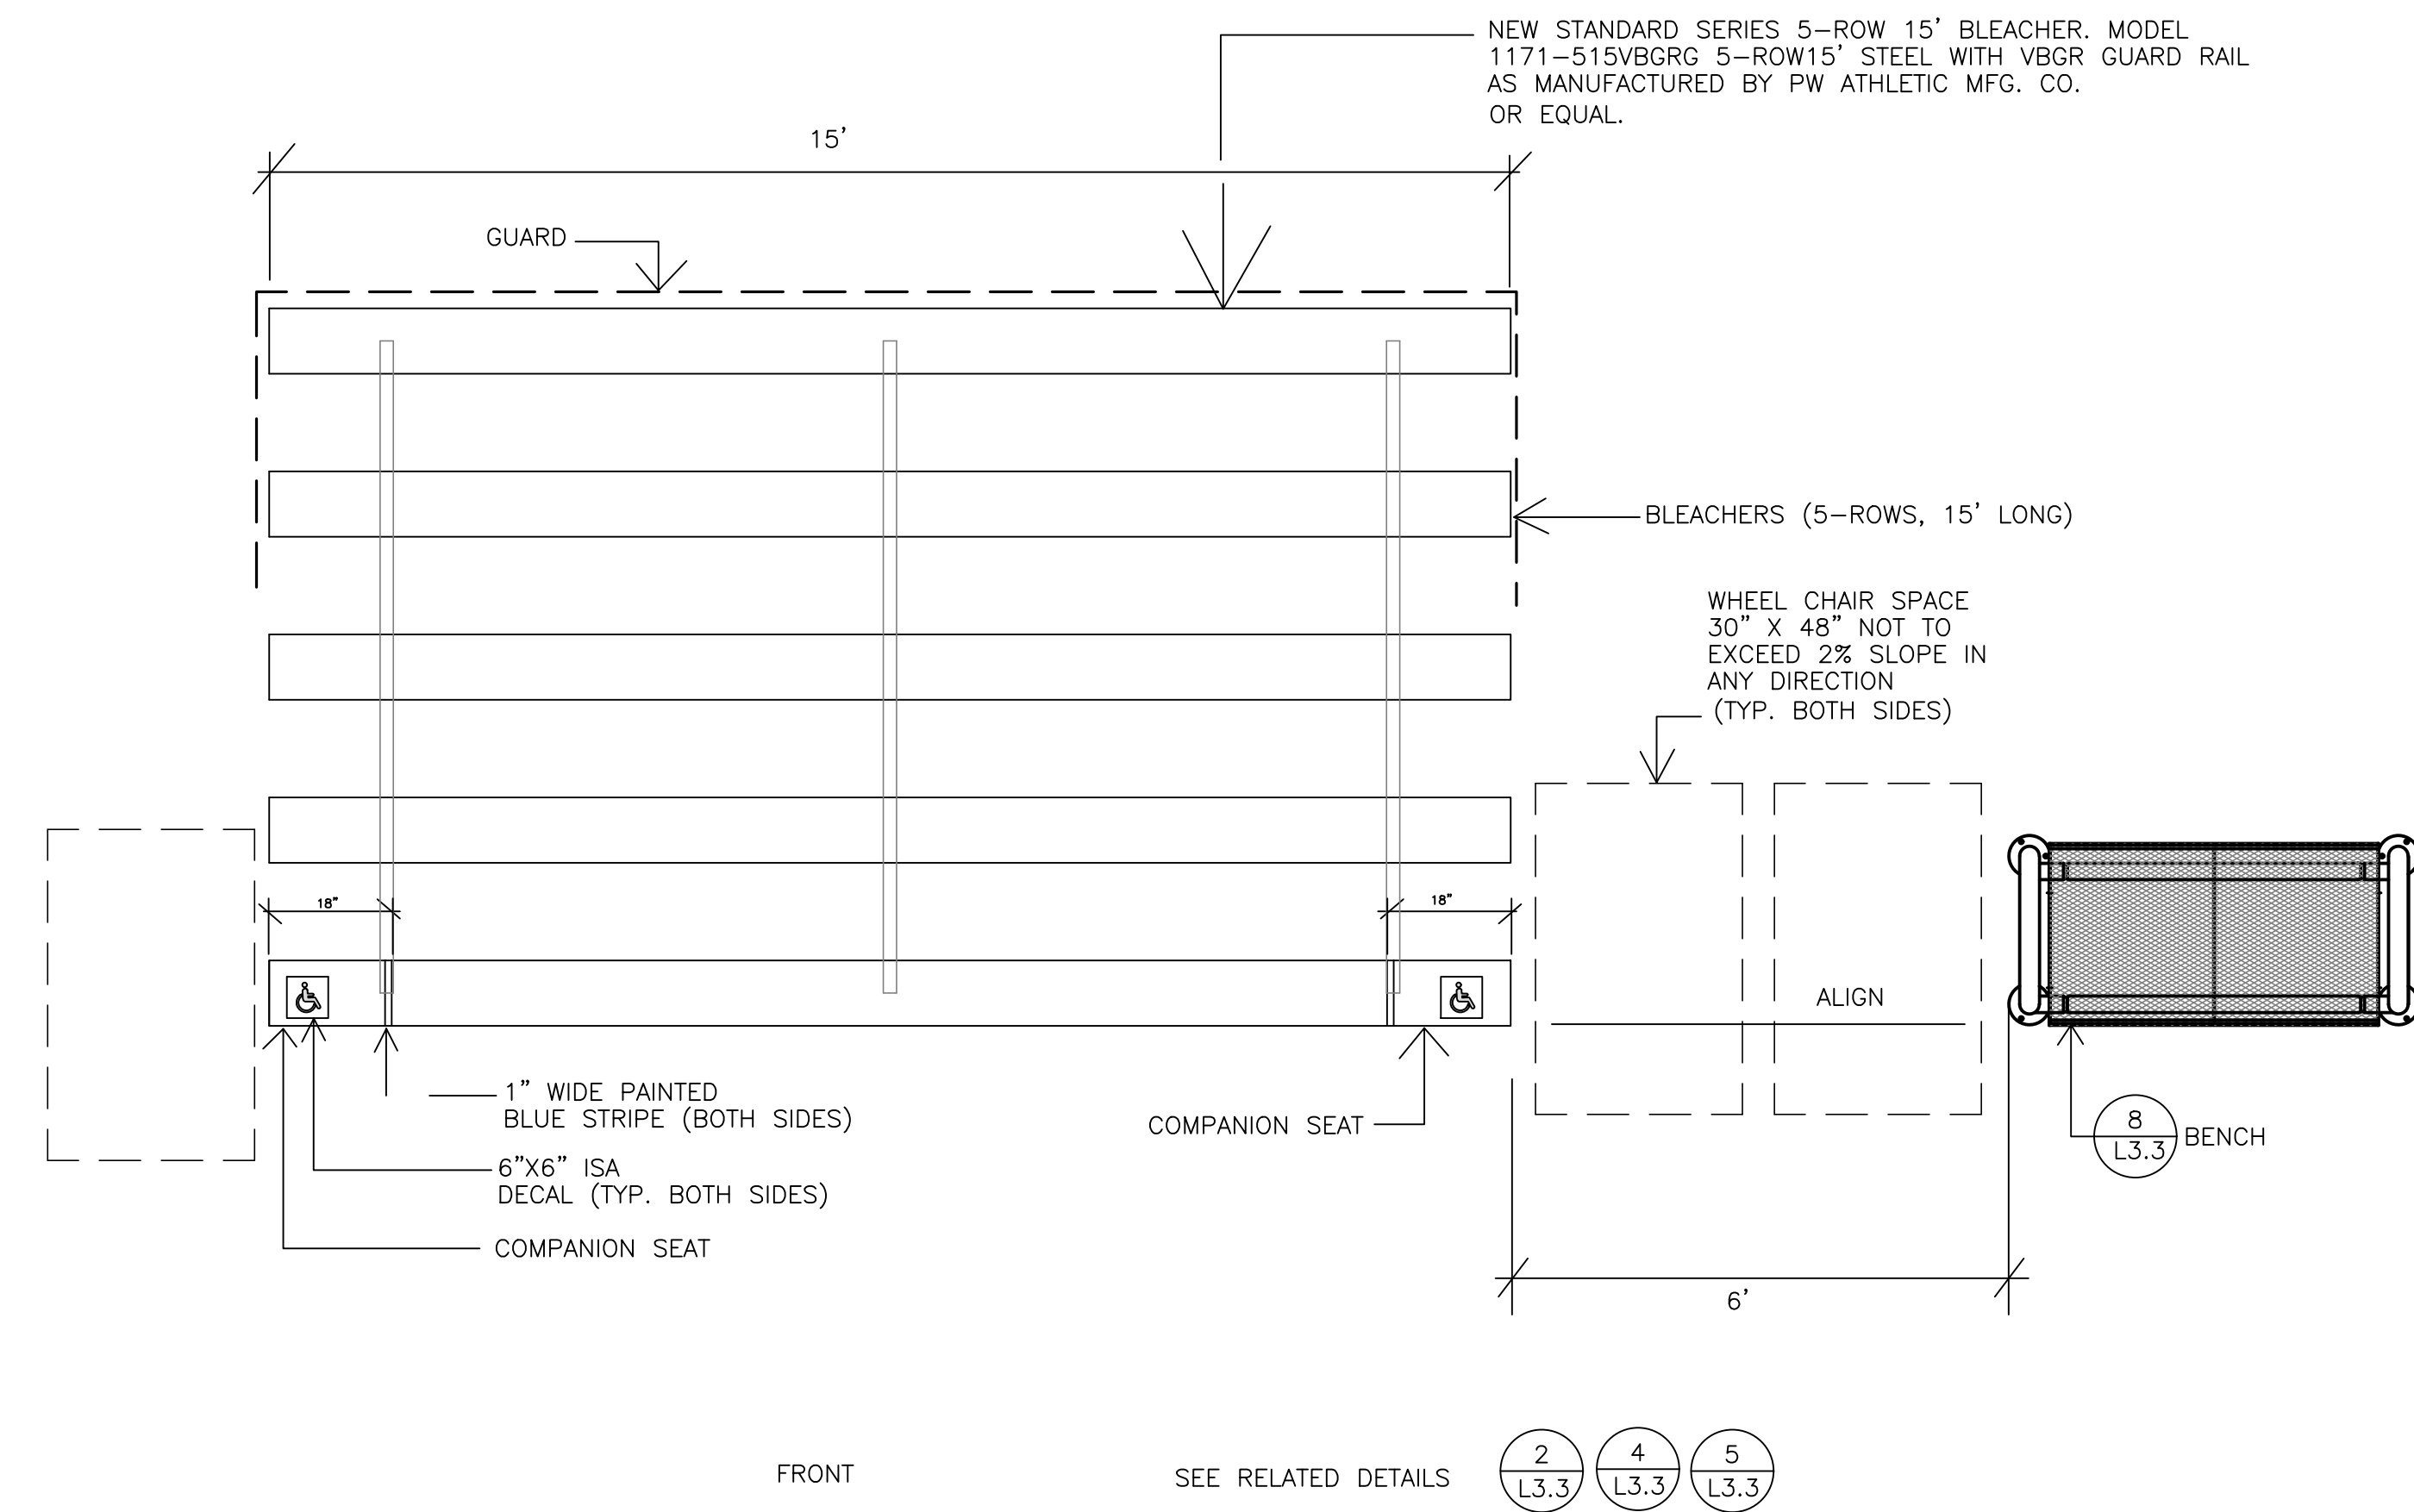 NEW STANDARD SERIES 5-ROW 15' BLEACHER. MODEL
1171-515VBGRG 5-ROW15' STEEL WITH VBGR GUARD RAIL
AS MANUFACTURED BY PW ATHLETIC MFG. CO.
OR EQUAL.
15'
GUARD
BLEACHERS (5-ROWS, 15' LONG)
WHEEL CHAIR SPACE
30" X 48" NOT TO
EXCEED 2% SLOPE IN
ANY DIRECTION
(TYP. BOTH SIDES)
18"
18"
ALIGN
1" WIDE PAINTED
BLUE STRIPE (BOTH SIDES)
COMPANION SEAT
8
L3.3
BENCH
6"X6" ISA
DECAL (TYP. BOTH SIDES)
COMPANION SEAT
6'
FRONT
SEE RELATED DETAILS
2
L3.3
4
L3.3
5
L3.3